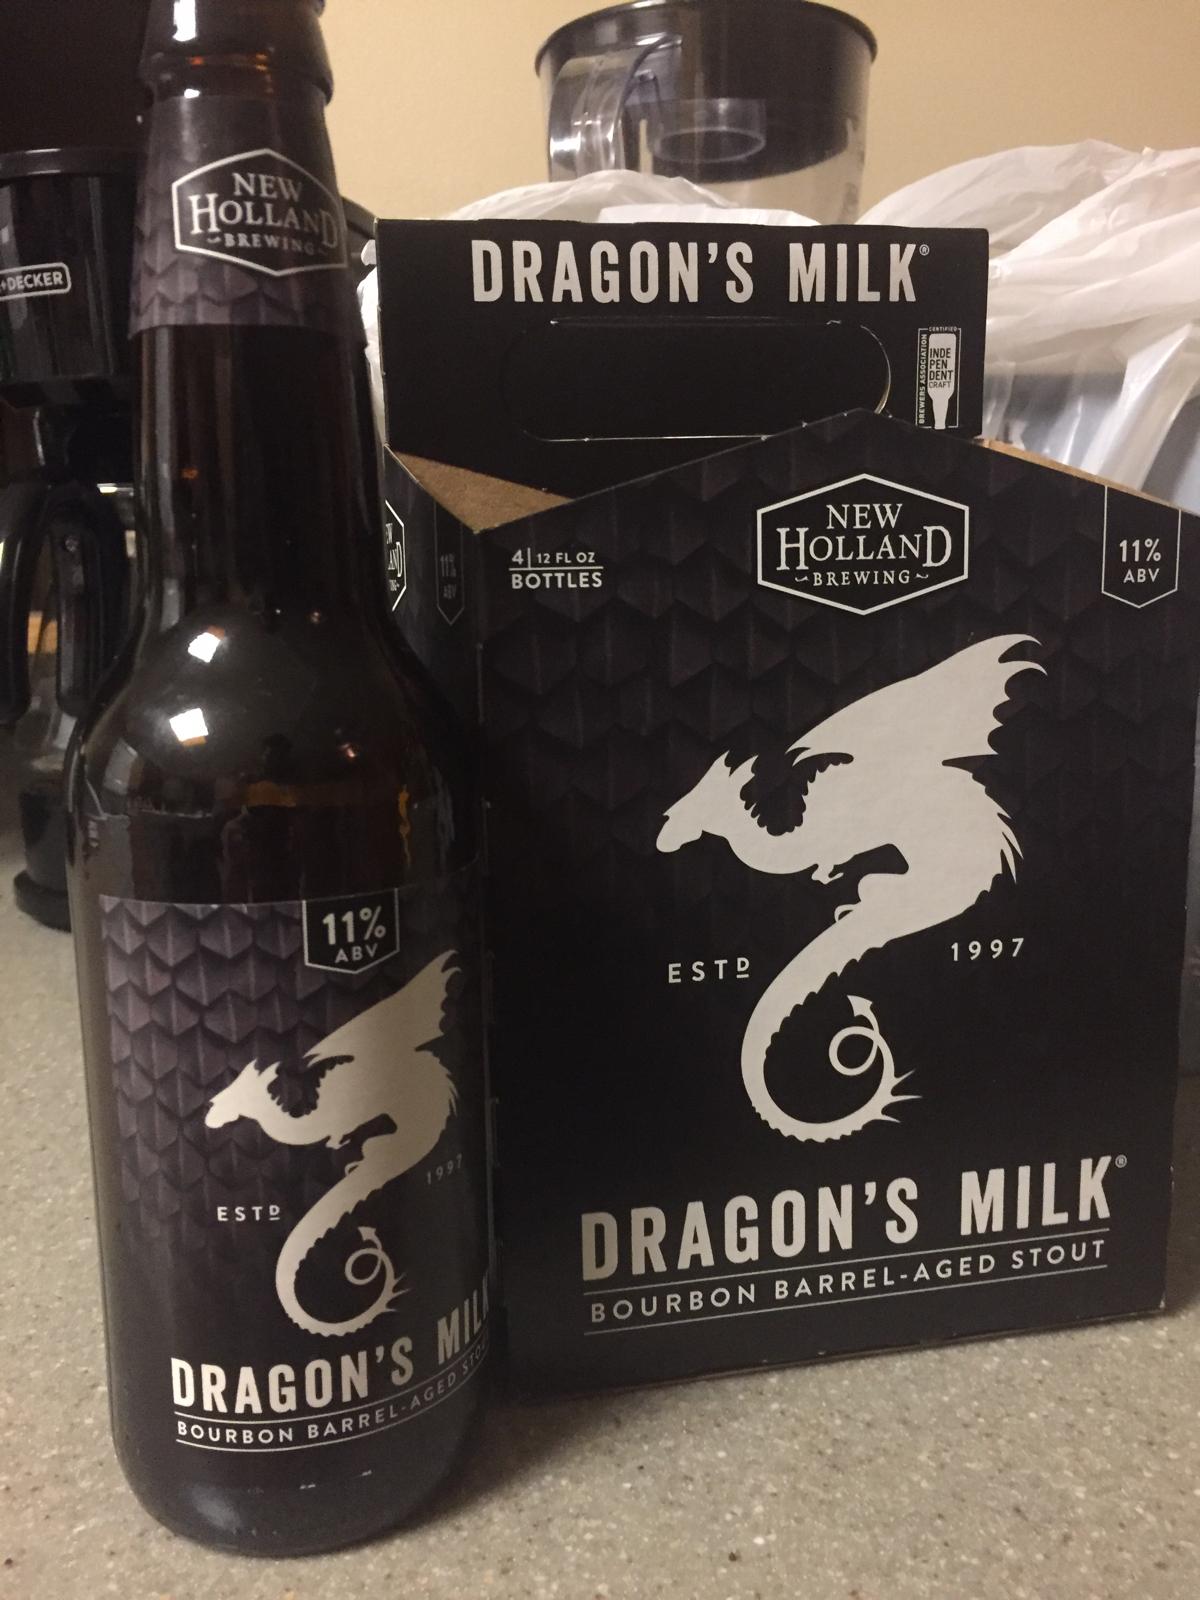 NEW
HOLLAND
BREWING
+DECKER
11%
ABV
ESTD
1997
DRAGON'S MILK
BOURBON BARREL-AGED STOUT
DRAGON'S MILK®
CERTIFIED
BREWERS ASSOCIATION
INDE
PEN
DENT
CRAFT
4|12 FL OZ
BOTTLES
NEW
HOLLAND
BREWING
11%
ABV
11%
ABV
ESTD
1997
DRAGON'S MILK®
BOURBON BARREL-AGED STOUT